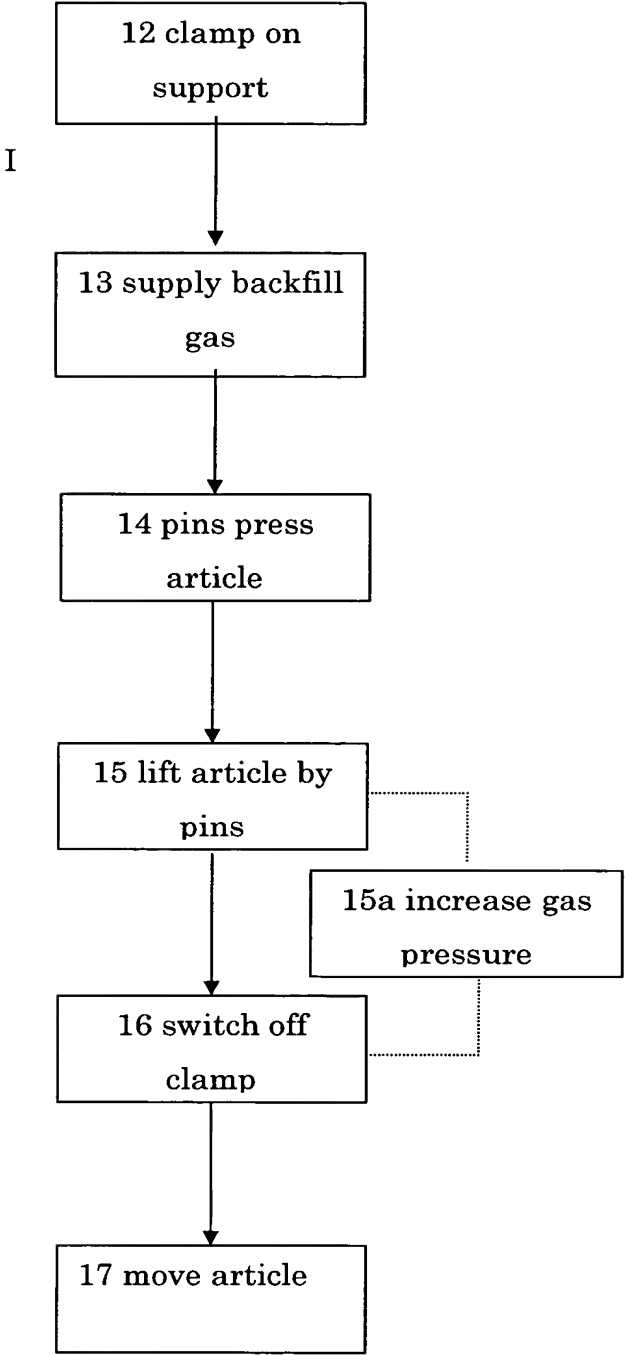 12 clamp on
support
I
13 supply backfill
gas
14 pins press
article
15 lift article by
pins
15a increase gas
pressure
16 switch off
clamp
17 move article